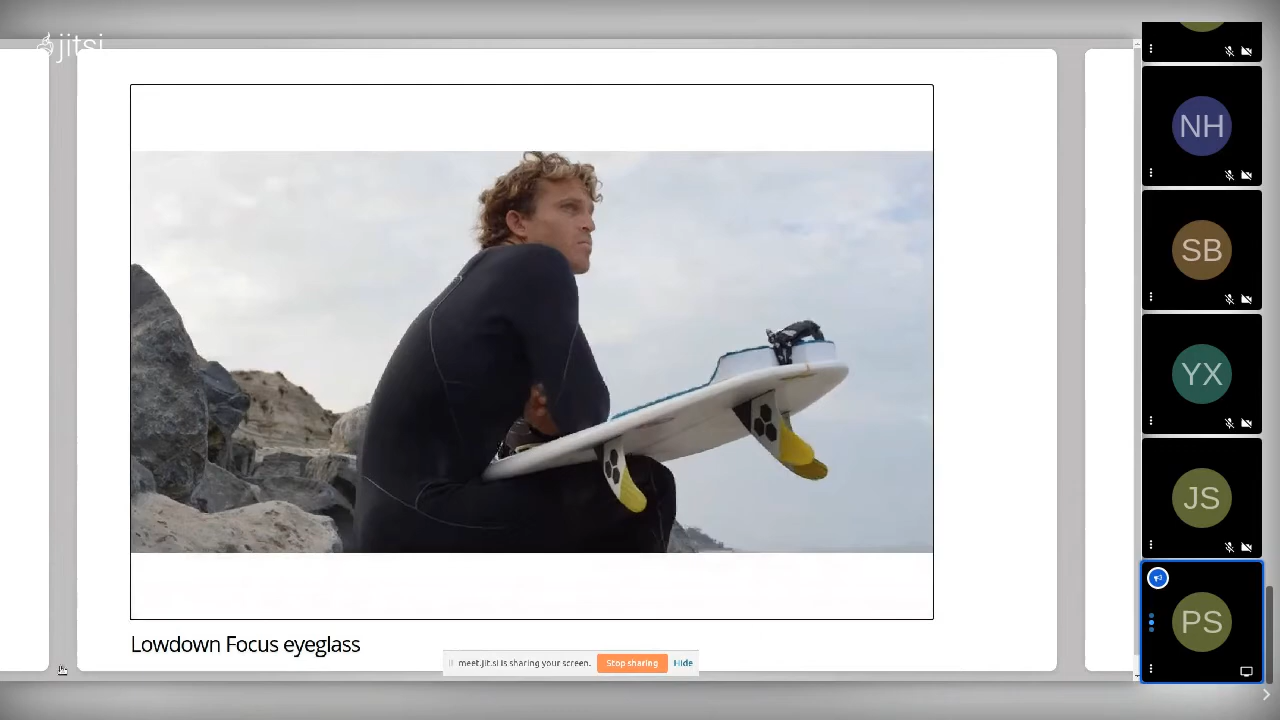 jitsi
NH
SB
YX
JS
PS
Lowdown Focus eyeglass
meet.jit.si is sharing your screen.
Stop sharing
Hide